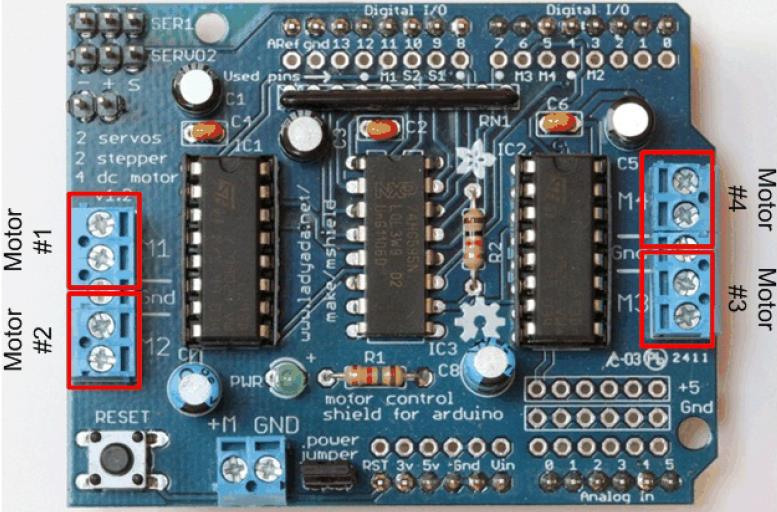 SER1
SERVO2
- + S
2 servos
2 stepper
4 dc motor
v1.2
Motor #1
Motor #2
M1
Gnd
M2
Digital I/O
Digital I/O
ARef gnd 13 12 11 10 9 8
7 6 5 4 3 2 1 0
Used pins → M1 S2 S1
M3 M4 M2
RN1
C1
C4
IC1
C3
C2
C6
IC2
C5
www.ladyada.net/
make/mshield
R2
IC3
C8
R1
PWR
+
motor control
shield for arduino
M4
Gnd
M3
Motor #4
Motor #3
2411
+5
Gnd
RESET
+M GND
power
jumper
RST 3v 5v -Gnd Vin
0 1 2 3 4 5
Analog In